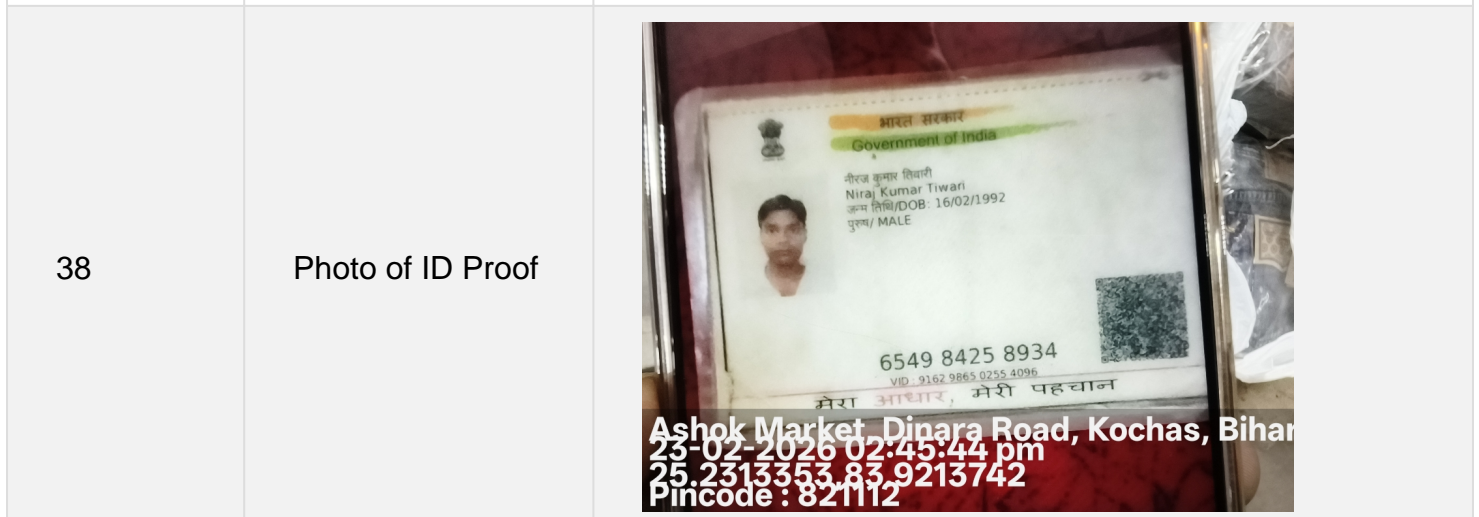 38
Photo of ID Proof
भारत सरकार
Government of India
नीरज कुमार तिवारी
Niraj Kumar Tiwari
जन्म तिथि/DOB: 16/02/1992
पुरुष/ MALE
6549 8425 8934
VID : 9162 9865 0255 4096
मेरा आधार, मेरी पहचान
Ashok Market, Dinara Road, Kochas, Bihar
23-02-2026 02:45:44 pm
25.2313353,83.9213742
Pincode : 821112